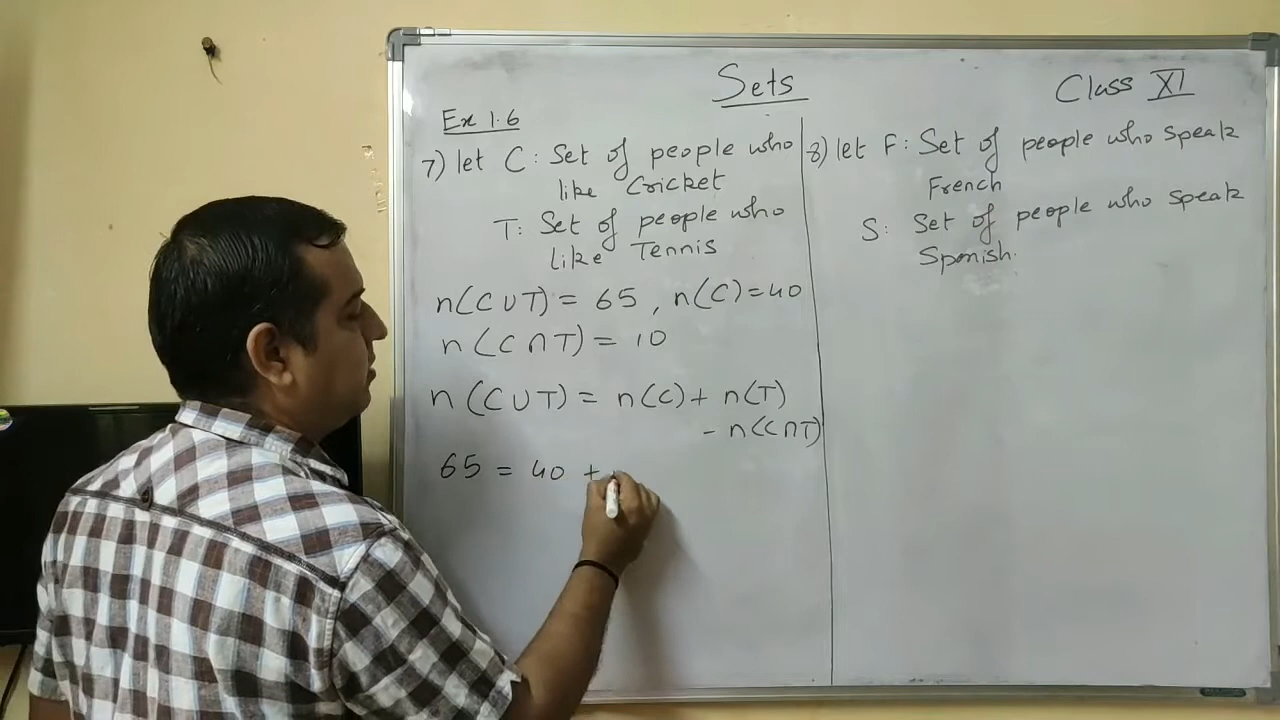 Sets
Class XI
Ex 1.6
7) let C: Set of people who
like Cricket
T: Set of people who
like Tennis
n(C∪T) = 65, n(C)=40
n(C∩T) = 10
n(C∪T) = n(C)+ n(T)
- n(C∩T)
65 = 40 +
8) let F: Set of people who speak
French
S: Set of people who speak
Spanish.